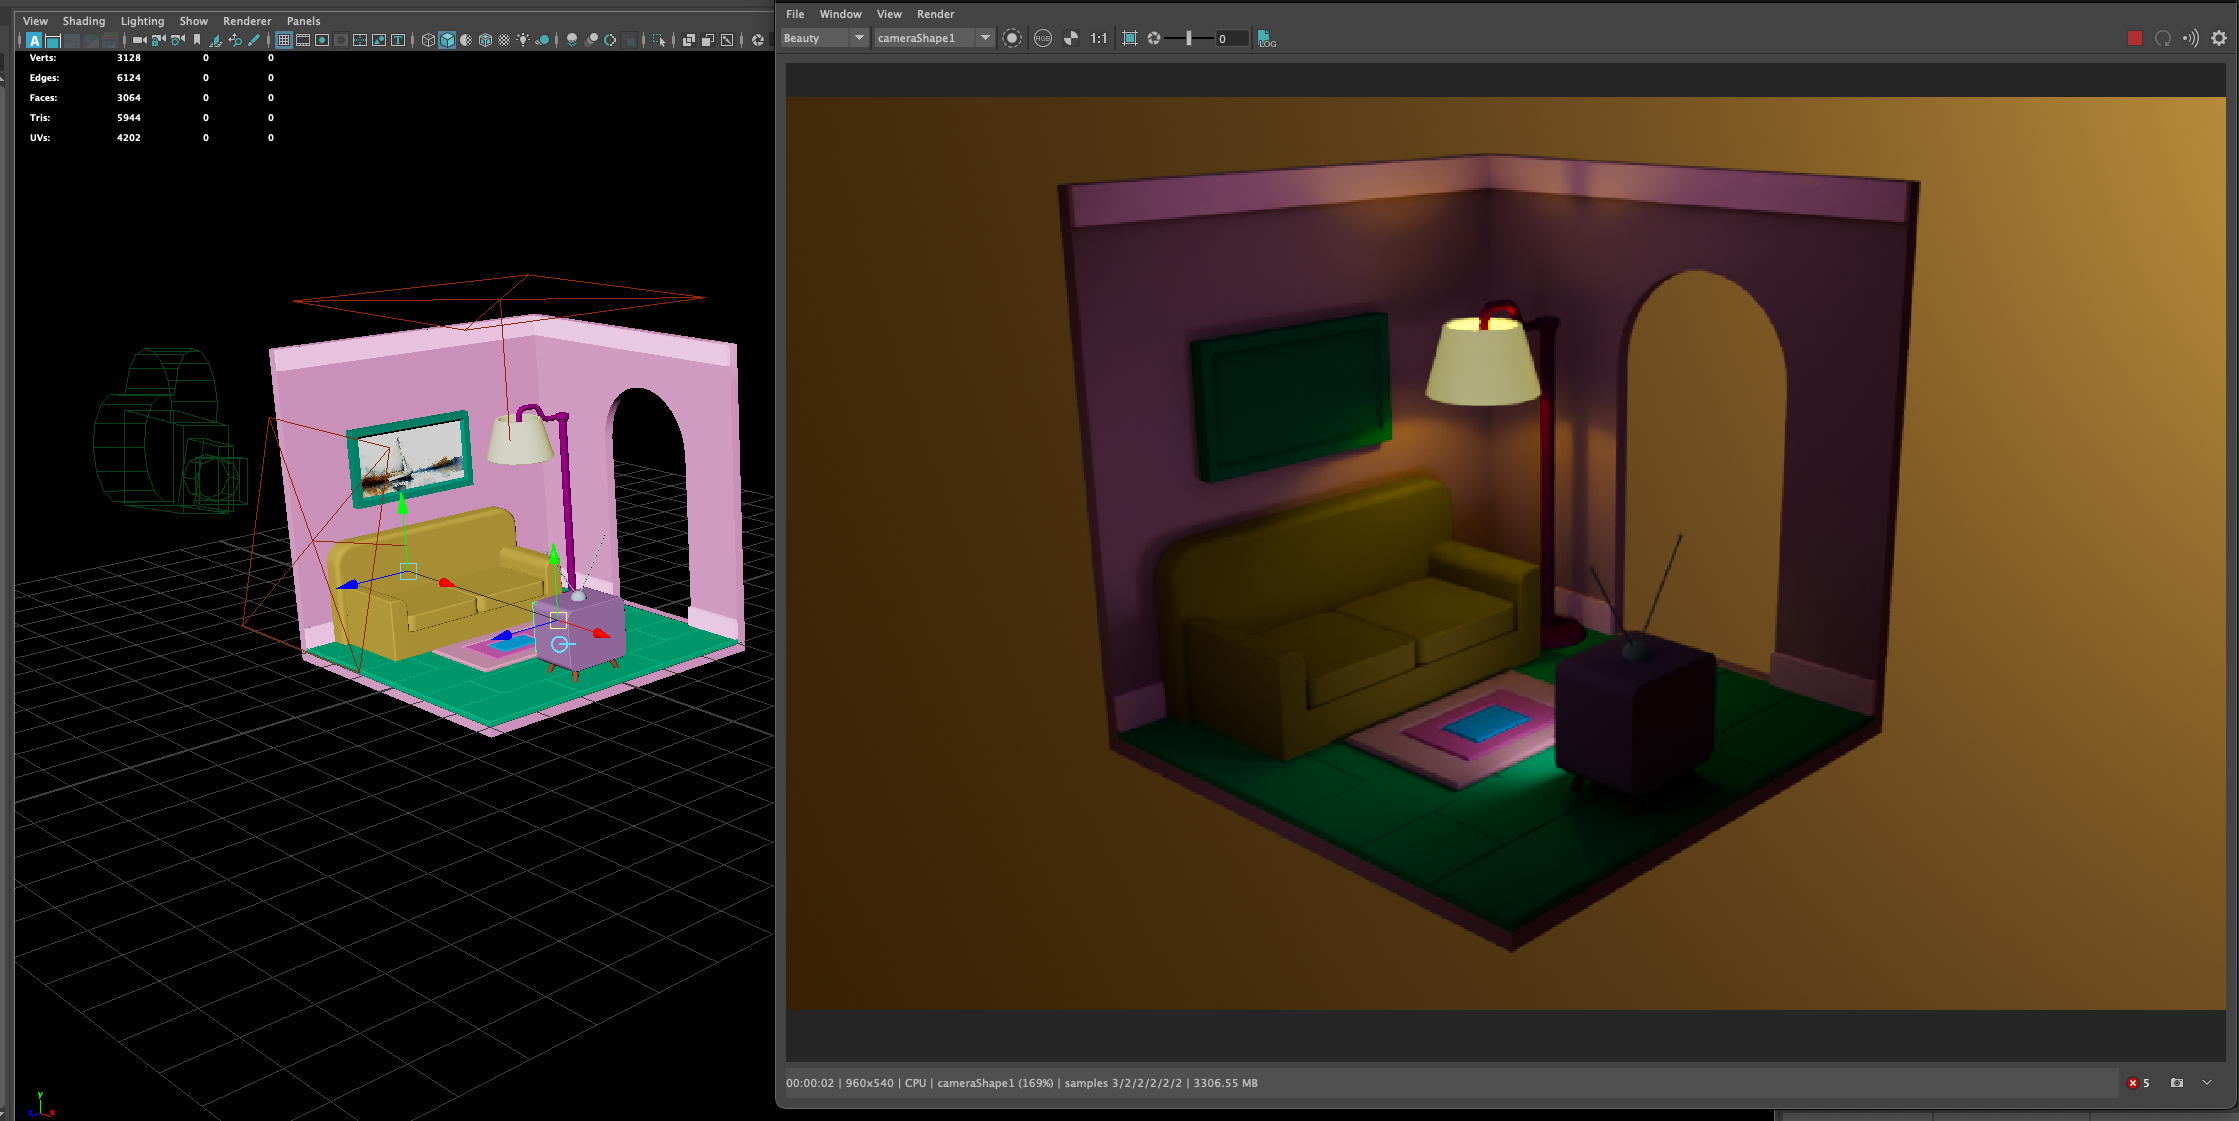 View Shading Lighting Show Renderer Panels
A
Verts: 3128 0 0
Edges: 6124 0 0
Faces: 3064 0 0
Tris: 5944 0 0
UVs: 4202 0 0
y
z x
File Window View Render
Beauty cameraShape1 RGB 1:1 0 LOG
00:00:02 | 960x540 | CPU | cameraShape1 (169%) | samples 3/2/2/2/2/2 | 3306.55 MB
5